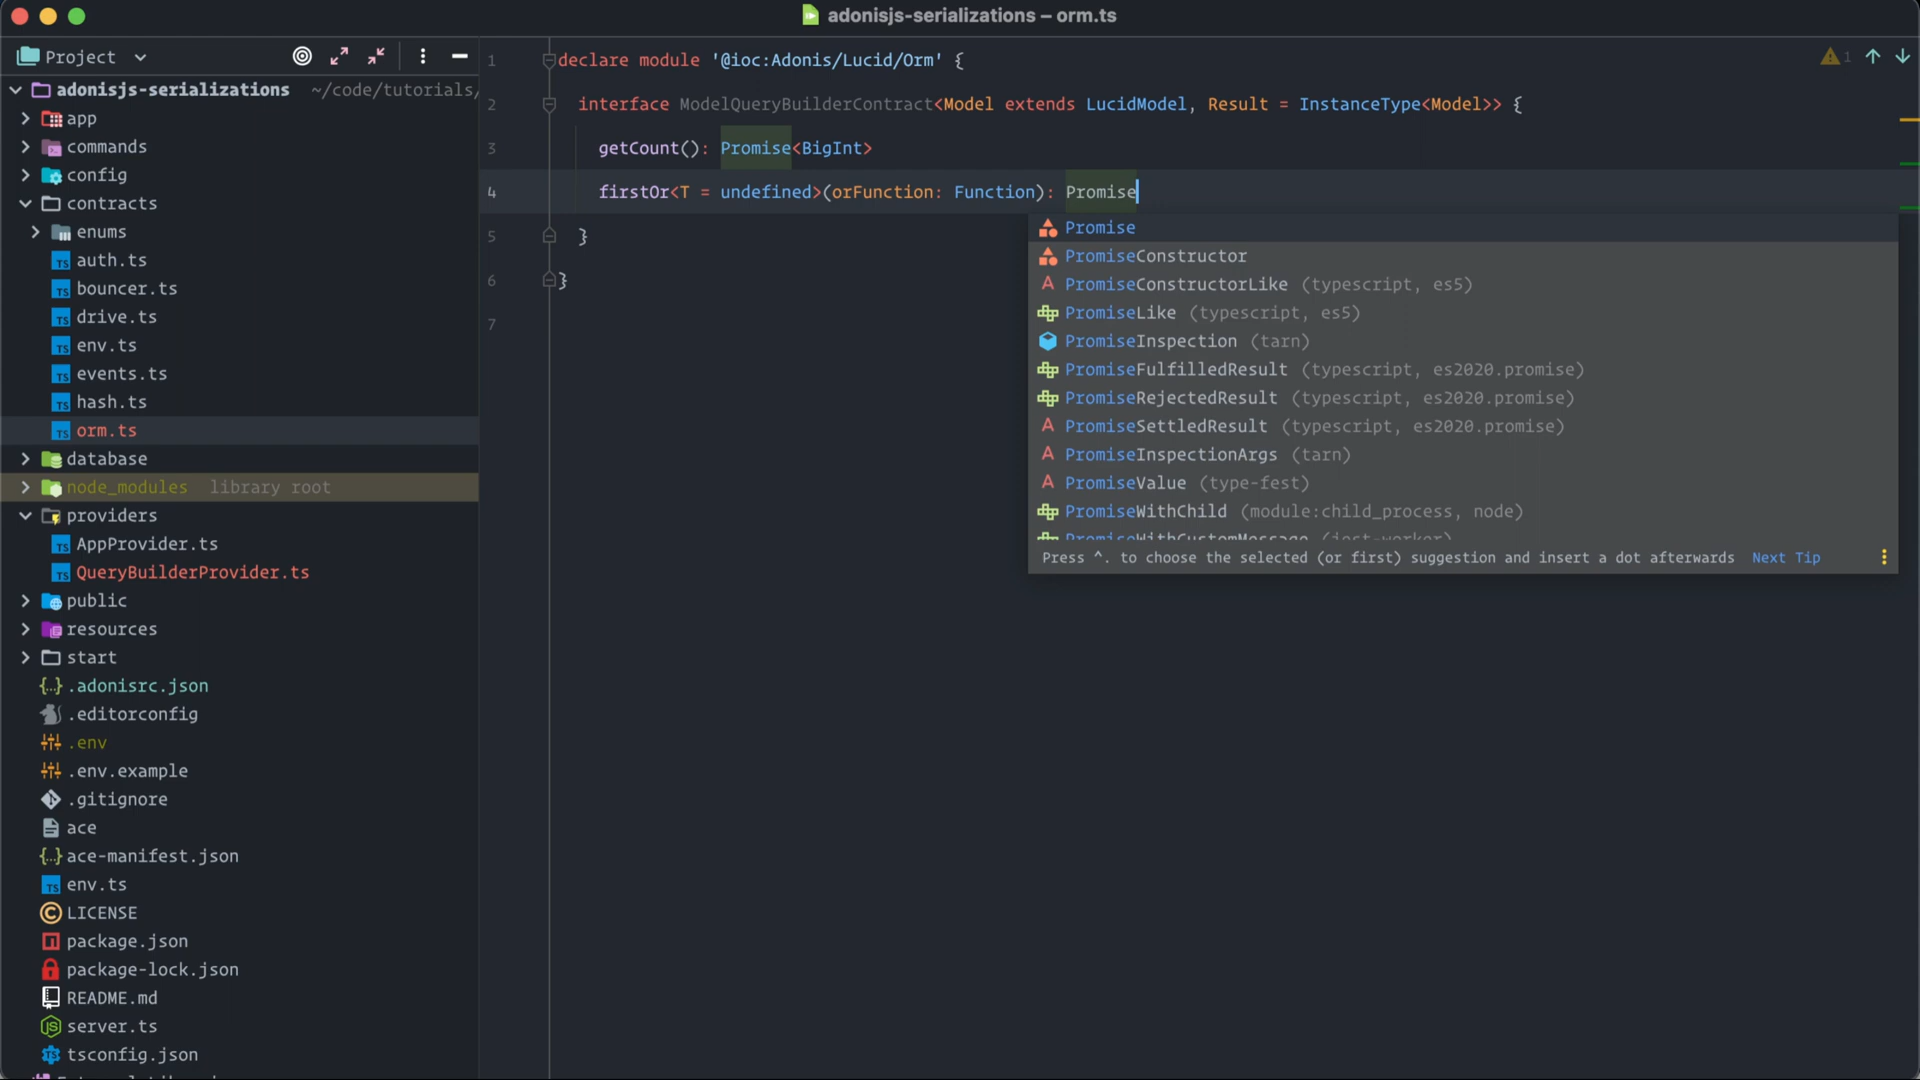 adonisjs-serializations – orm.ts
Project
adonisjs-serializations ~/code/tutorials/
app
commands
config
contracts
enums
auth.ts
bouncer.ts
drive.ts
env.ts
events.ts
hash.ts
orm.ts
database
node_modules library root
providers
AppProvider.ts
QueryBuilderProvider.ts
public
resources
start
.adonisrc.json
.editorconfig
.env
.env.example
.gitignore
ace
ace-manifest.json
env.ts
LICENSE
package.json
package-lock.json
README.md
server.ts
tsconfig.json
1 declare module '@ioc:Adonis/Lucid/Orm' {
2 interface ModelQueryBuilderContract<Model extends LucidModel, Result = InstanceType<Model>> {
3 getCount(): Promise<BigInt>
4 firstOr<T = undefined>(orFunction: Function): Promise
5 }
6 }
7
1
Promise
PromiseConstructor
PromiseConstructorLike (typescript, es5)
PromiseLike (typescript, es5)
PromiseInspection (tarn)
PromiseFulfilledResult (typescript, es2020.promise)
PromiseRejectedResult (typescript, es2020.promise)
PromiseSettledResult (typescript, es2020.promise)
PromiseInspectionArgs (tarn)
PromiseValue (type-fest)
PromiseWithChild (module:child_process, node)
PromiseWithCustomMessage (jest-worker)
Press ^. to choose the selected (or first) suggestion and insert a dot afterwards Next Tip